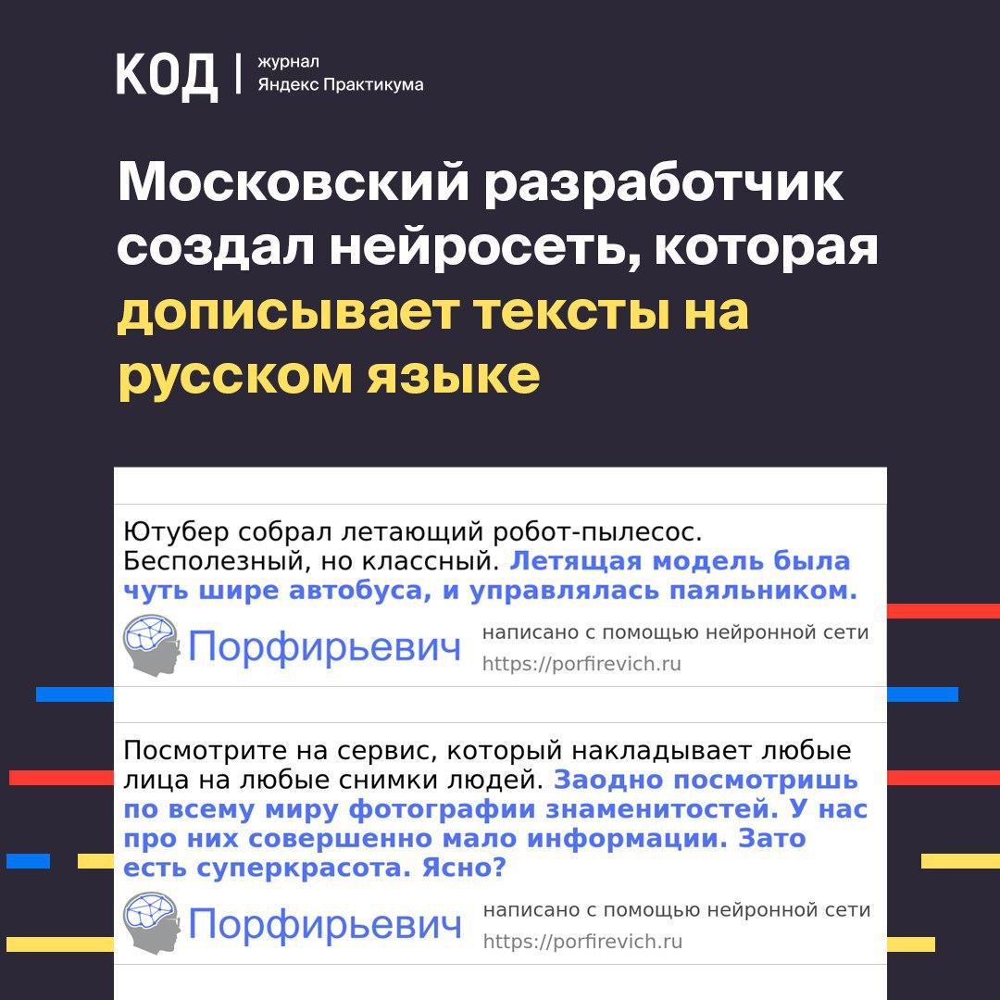 КОД
журнал
Яндекс Практикума
Московский разработчик
создал нейросеть, которая
дописывает тексты на
русском языке
Ютубер собрал летающий робот-пылесос.
Бесполезный, но классный. Летящая модель была
чуть шире автобуса, и управлялась паяльником.
Порфирьевич
написано с помощью нейронной сети
https://porfirevich.ru
Посмотрите на сервис, который накладывает любые
лица на любые снимки людей. Заодно посмотришь
по всему миру фотографии знаменитостей. У нас
про них совершенно мало информации. Зато
есть суперкрасота. Ясно?
Порфирьевич
написано с помощью нейронной сети
https://porfirevich.ru